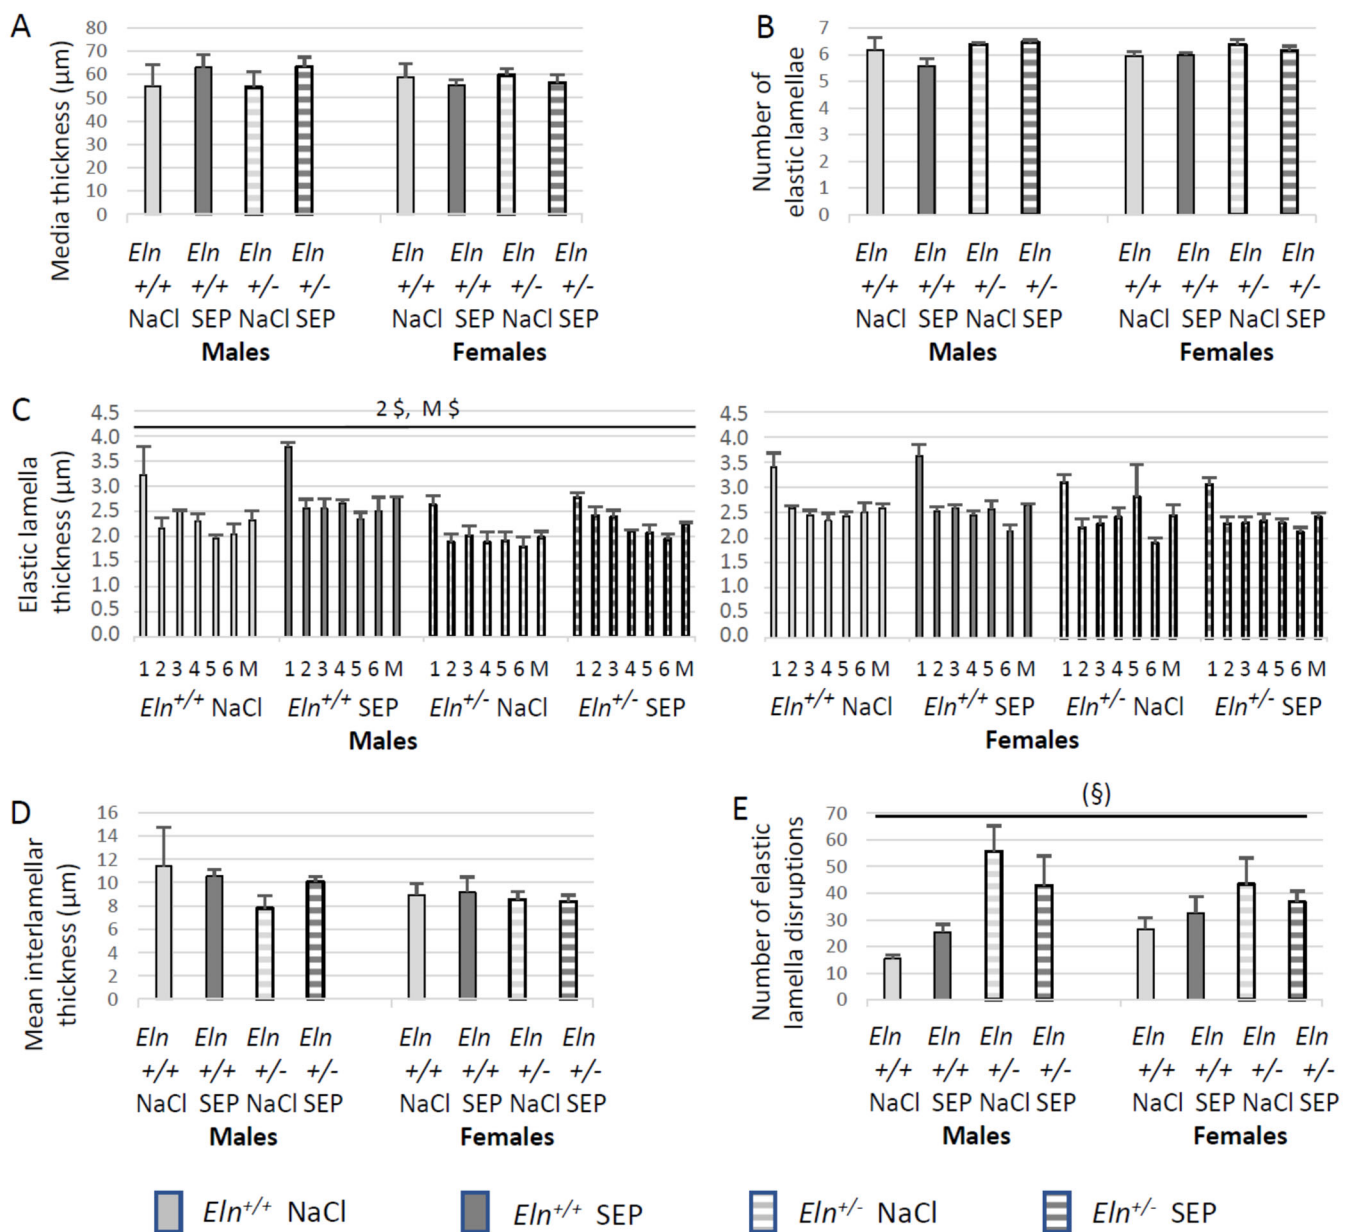 A
Media thickness (µm)
80
70
60
50
40
30
20
10
0
Eln Eln Eln Eln Eln Eln Eln Eln
+/+ +/+ +/- +/- +/+ +/+ +/- +/-
NaCl SEP NaCl SEP NaCl SEP NaCl SEP
Males Females
B
Number of
elastic lamellae
7
6
5
4
3
2
1
0
Eln Eln Eln Eln Eln Eln Eln Eln
+/+ +/+ +/- +/- +/+ +/+ +/- +/-
NaCl SEP NaCl SEP NaCl SEP NaCl SEP
Males Females
C
Elastic lamella
thickness (µm)
2 $, M $
4.5
4.0
3.5
3.0
2.5
2.0
1.5
1.0
0.5
0.0
1 2 3 4 5 6 M 1 2 3 4 5 6 M 1 2 3 4 5 6 M 1 2 3 4 5 6 M
Eln+/+ NaCl Eln+/+ SEP Eln+/- NaCl Eln+/- SEP
Males
4.5
4.0
3.5
3.0
2.5
2.0
1.5
1.0
0.5
0.0
1 2 3 4 5 6 M 1 2 3 4 5 6 M 1 2 3 4 5 6 M 1 2 3 4 5 6 M
Eln+/+ NaCl Eln+/+ SEP Eln+/- NaCl Eln+/- SEP
Females
D
Mean interlamellar
thickness (µm)
16
14
12
10
8
6
4
2
0
Eln Eln Eln Eln Eln Eln Eln Eln
+/+ +/+ +/- +/- +/+ +/+ +/- +/-
NaCl SEP NaCl SEP NaCl SEP NaCl SEP
Males Females
E
Number of elastic
lamella disruptions
(§)
70
60
50
40
30
20
10
0
Eln Eln Eln Eln Eln Eln Eln Eln
+/+ +/+ +/- +/- +/+ +/+ +/- +/-
NaCl SEP NaCl SEP NaCl SEP NaCl SEP
Males Females
Eln+/+ NaCl Eln+/+ SEP Eln+/- NaCl Eln+/- SEP